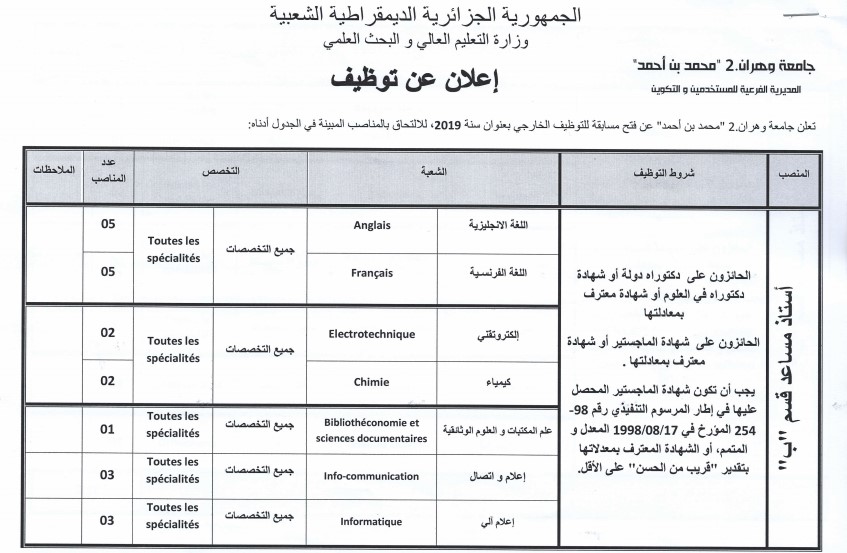 الجمهورية الجزائرية الديمقراطية الشعبية
وزارة التعليم العالي و البحث العلمي
جامعة وهران.2 "محمد بن أحمد"
المديرية الفرعية للمستخدمين و التكوين
إعلان عن توظيف
تعلن جامعة وهران.2 "محمد بن أحمد" عن فتح مسابقة للتوظيف الخارجي بعنوان سنة 2019، للالتحاق بالمناصب المبينة في الجدول أدناه:
المنصب شروط التوظيف الشعبة التخصص عدد المناصب الملاحظات
أستاذ مساعد قسم "ب"
الحائزون على دكتوراه دولة أو شهادة
دكتوراه في العلوم أو شهادة معترف
بمعادلتها
الحائزون على شهادة الماجستير أو شهادة
معترف بمعادلتها .
يجب أن تكون شهادة الماجستير المحصل
عليها في إطار المرسوم التنفيذي رقم 98-
254 المؤرخ في 1998/08/17 المعدل و
المتمم، أو الشهادة المعترف بمعدلاتها
بتقدير "قريب من الحسن" على الأقل.
اللغة الانجليزية Anglais 05
جميع التخصصات Toutes les spécialités
اللغة الفرنسية Français 05
إلكتروتقني Electrotechnique 02
جميع التخصصات Toutes les spécialités
كيمياء Chimie 02
علم المكتبات و العلوم الوثائقية Bibliothéconomie et sciences documentaires جميع التخصصات Toutes les spécialités 01
إعلام و اتصال Info-communication جميع التخصصات Toutes les spécialités 03
إعلام آلي Informatique جميع التخصصات Toutes les spécialités 03